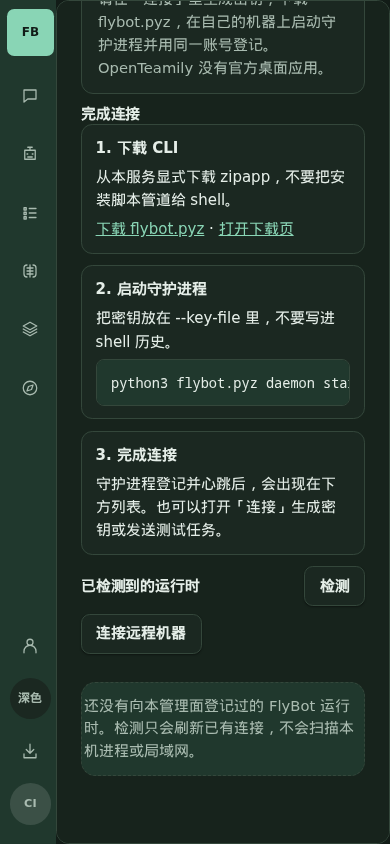 FB
flybot.pyz，在自己的机器上启动守
护进程并用同一账号登记。
OpenTeamily 没有官方桌面应用。
完成连接
1. 下载 CLI
从本服务显式下载 zipapp，不要把安
装脚本管道给 shell。
下载 flybot.pyz · 打开下载页
2. 启动守护进程
把密钥放在 --key-file 里，不要写进
shell 历史。
python3 flybot.pyz daemon sta
3. 完成连接
守护进程登记并心跳后，会出现在下
方列表。也可以打开「连接」生成密
钥或发送测试任务。
已检测到的运行时
检测
连接远程机器
还没有向本管理面登记过的 FlyBot 运行
时。检测只会刷新已有连接，不会扫描本
机进程或局域网。
深色
CI